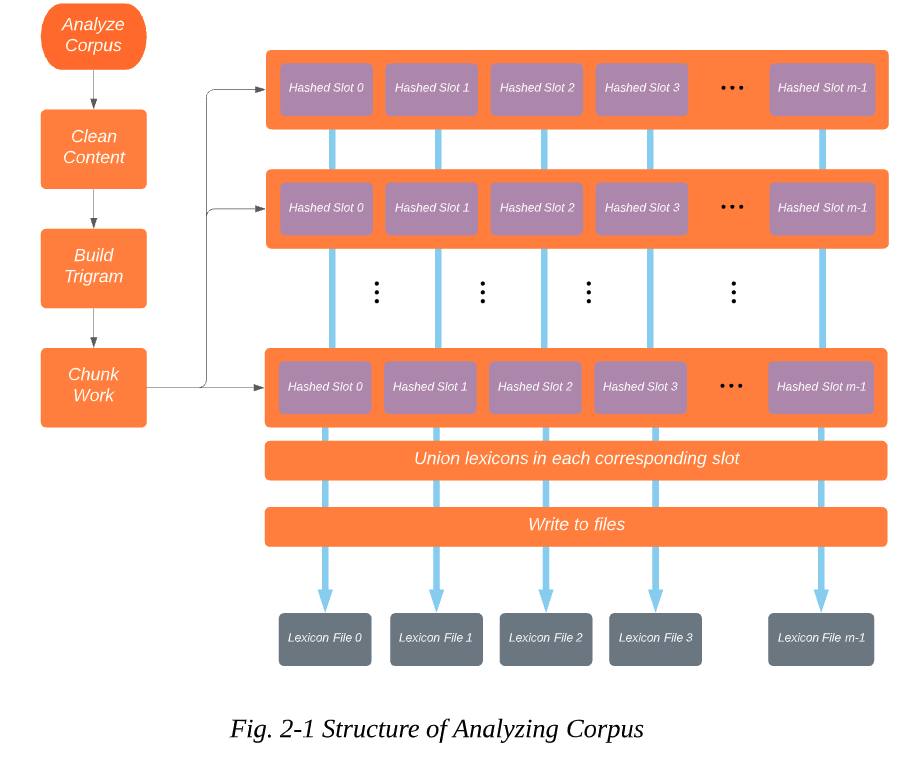 Analyze
Corpus
Clean
Content
Build
Trigram
Chunk
Work
Hashed Slot 0 Hashed Slot 1 Hashed Slot 2 Hashed Slot 3 ... Hashed Slot m-1
Hashed Slot 0 Hashed Slot 1 Hashed Slot 2 Hashed Slot 3 ... Hashed Slot m-1
Hashed Slot 0 Hashed Slot 1 Hashed Slot 2 Hashed Slot 3 ... Hashed Slot m-1
Union lexicons in each corresponding slot
Write to files
Lexicon File 0 Lexicon File 1 Lexicon File 2 Lexicon File 3 Lexicon File m-1
Fig. 2-1 Structure of Analyzing Corpus